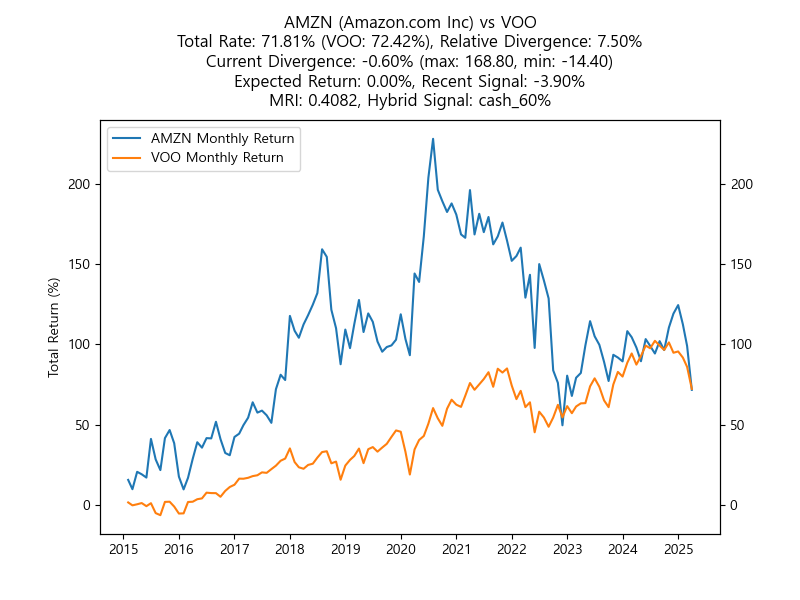 AMZN (Amazon.com Inc) vs VOO
Total Rate: 71.81% (VOO: 72.42%), Relative Divergence: 7.50%
Current Divergence: -0.60% (max: 168.80, min: -14.40)
Expected Return: 0.00%, Recent Signal: -3.90%
MRI: 0.4082, Hybrid Signal: cash_60%
AMZN Monthly Return
VOO Monthly Return
Total Return (%)
200
150
100
50
0
200
150
100
50
0
2015 2016 2017 2018 2019 2020 2021 2022 2023 2024 2025